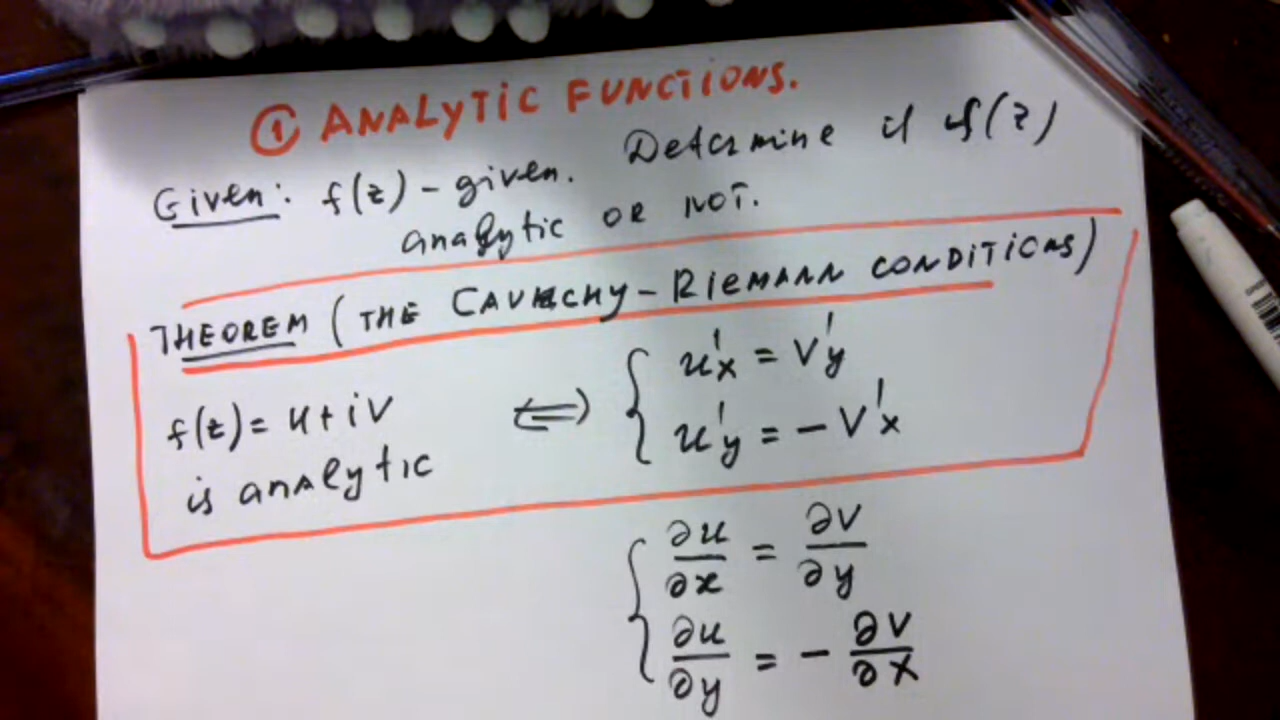 ① ANALYTIC FUNCTIONS.
Given: f(z) - given. Determine if f(z)
analytic OR NOT.
THEOREM (THE CAUCHY-RIEMANN CONDITIONS)
f(z) = u + iv ⟺ { u'x = v'y
is analytic u'y = - v'x
{ ∂u/∂x = ∂v/∂y
∂u/∂y = - ∂v/∂x